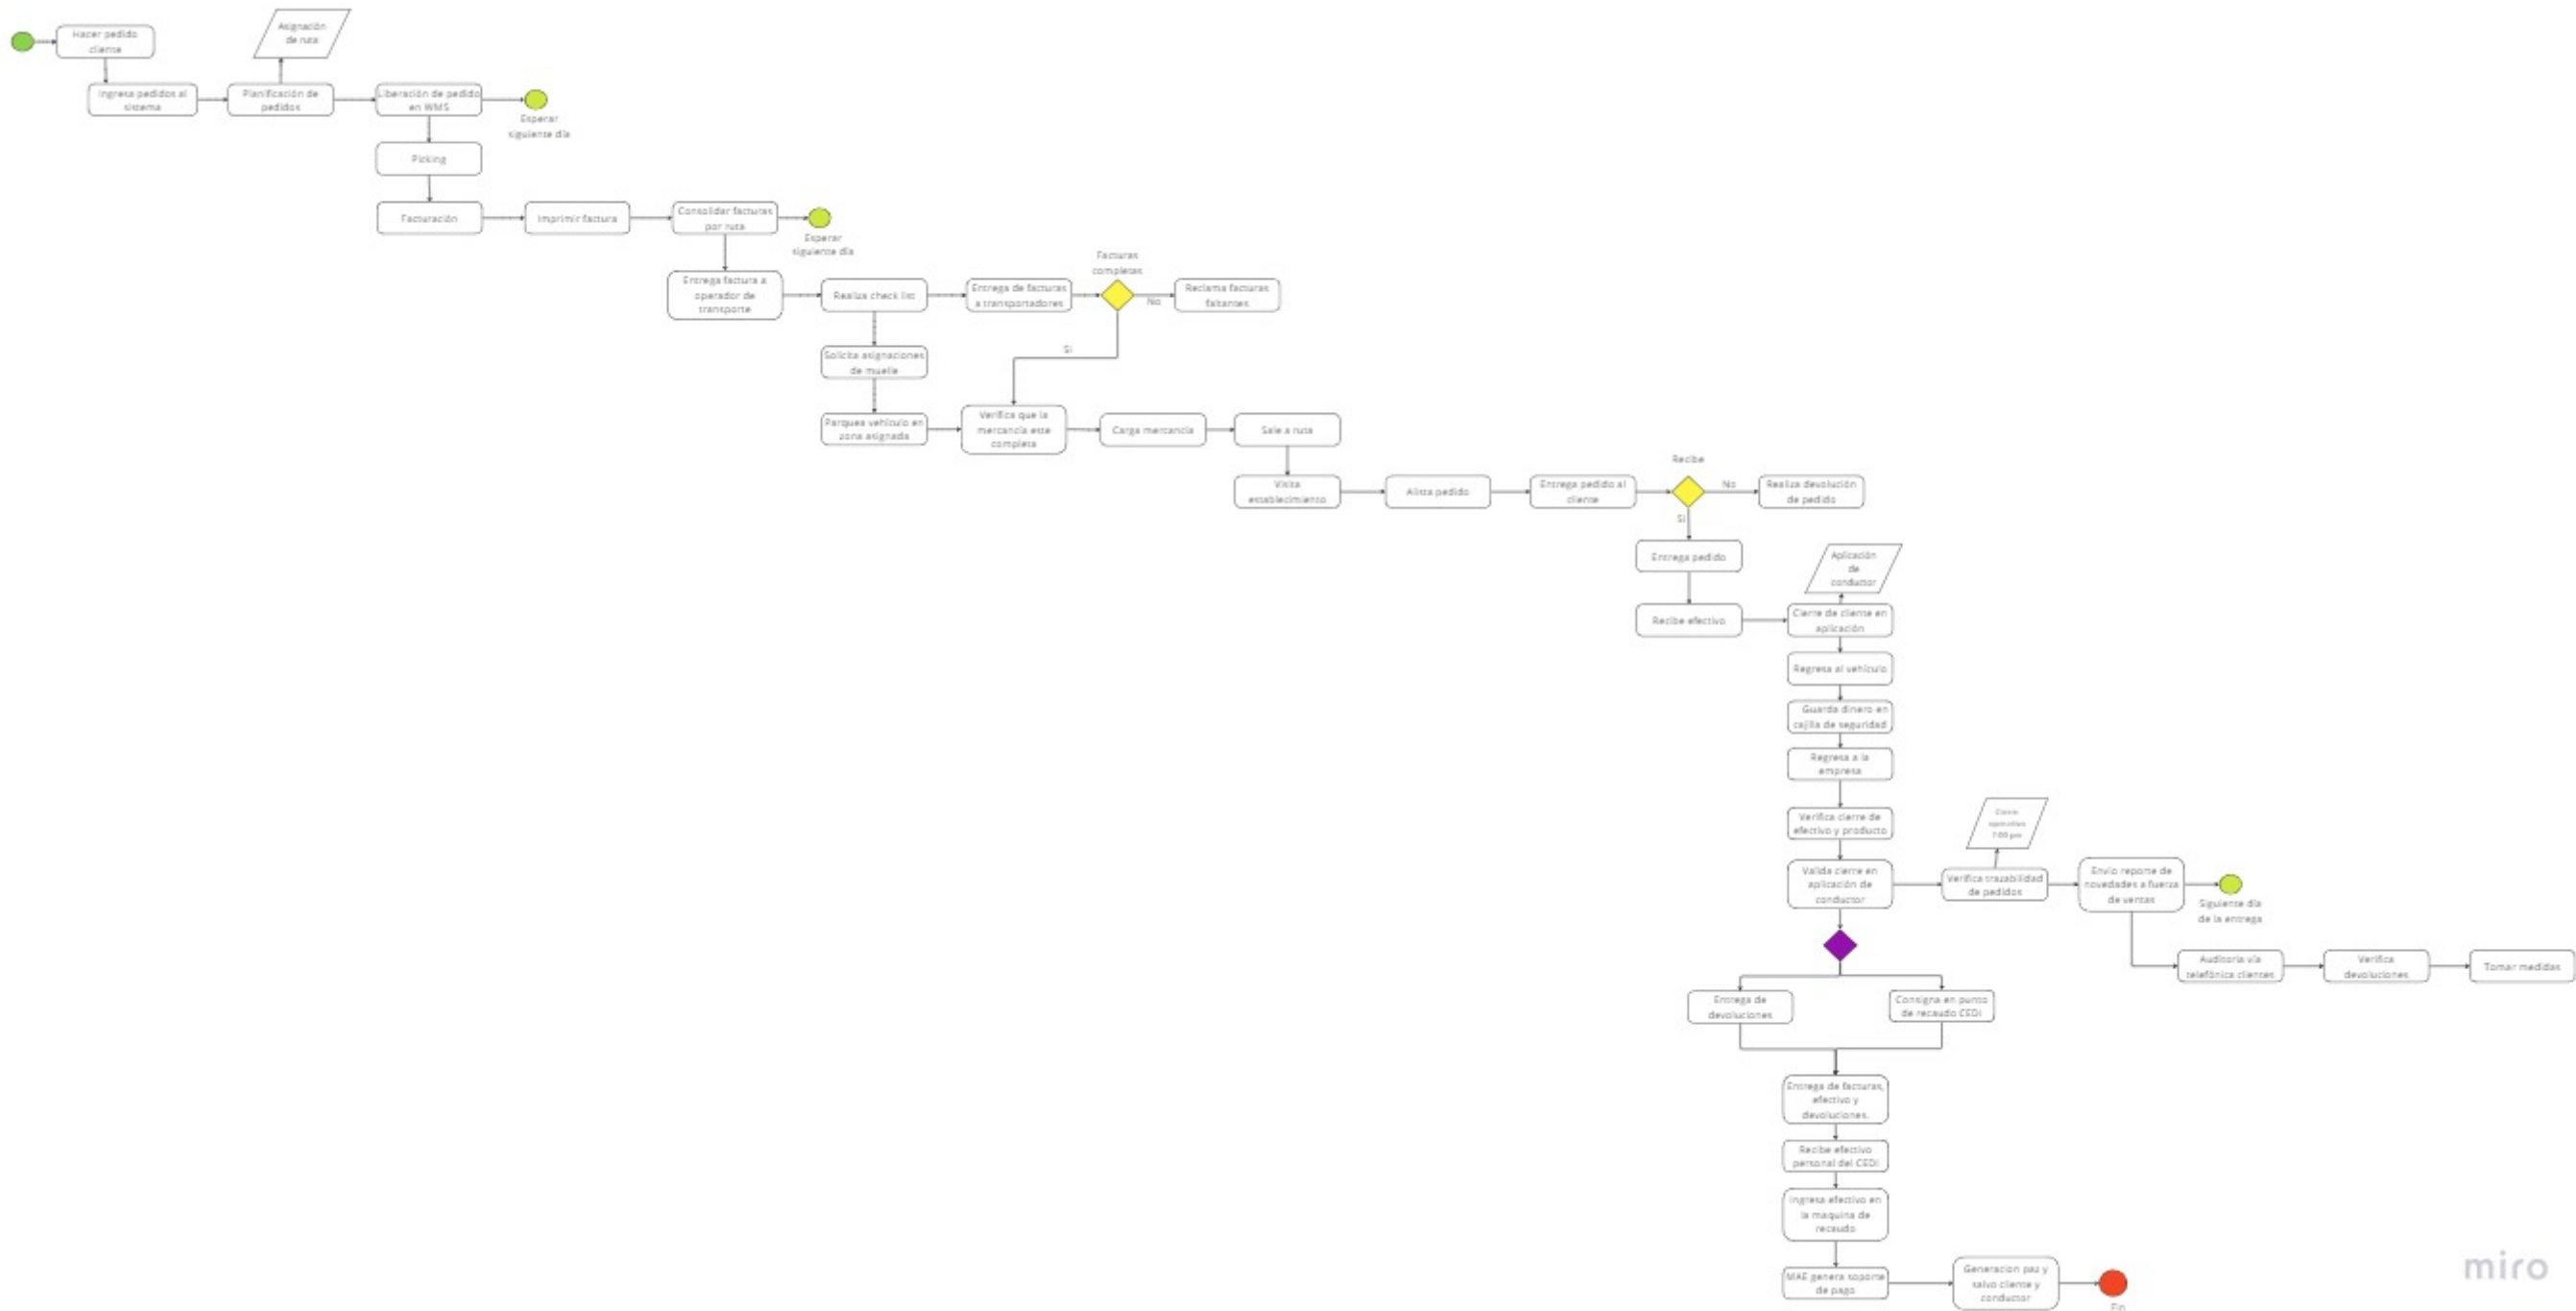 Hacer pedido
cliente
Asignación
de ruta
Ingresa pedidos al
sistema
Planificación de
pedidos
Liberación de pedido
en WMS
Esperar
siguiente día
Picking
Facturación
Imprimir factura
Consolidar facturas
por ruta
Esperar
siguiente día
Entrega factura a
operador de
transporte
Realiza check list
Entrega de facturas
a transportadores
Facturas
completas
No
Reclama facturas
faltantes
Si
Solicita asignaciones
de muelle
Parquea vehículo en
zona asignada
Verifica que la
mercancía este
completa
Carga mercancía
Sale a ruta
Visita
establecimiento
Alista pedido
Entrega pedido al
cliente
Recibe
No
Realiza devolución
de pedido
Si
Entrega pedido
Recibe efectivo
Aplicación
de
conductor
Cierre de cliente en
aplicación
Regresa al vehículo
Guarda dinero en
cajilla de seguridad
Regresa a la
empresa
Verifica cierre de
efectivo y producto
Valida cierre en
aplicación de
conductor
Cierre
operativo
7:00 pm
Verifica trazabilidad
de pedidos
Envío reporte de
novedades a fuerza
de ventas
Siguiente día
de la entrega
Auditoria vía
telefónica clientes
Verifica
devoluciones
Tomar medidas
Entrega de
devoluciones
Consigna en punto
de recaudo CEDI
Entrega de facturas,
efectivo y
devoluciones.
Recibe efectivo
personal del CEDI
Ingresa efectivo en
la maquina de
recaudo
MAE genera soporte
de pago
Generacion paz y
salvo cliente y
conductor
Fin
miro